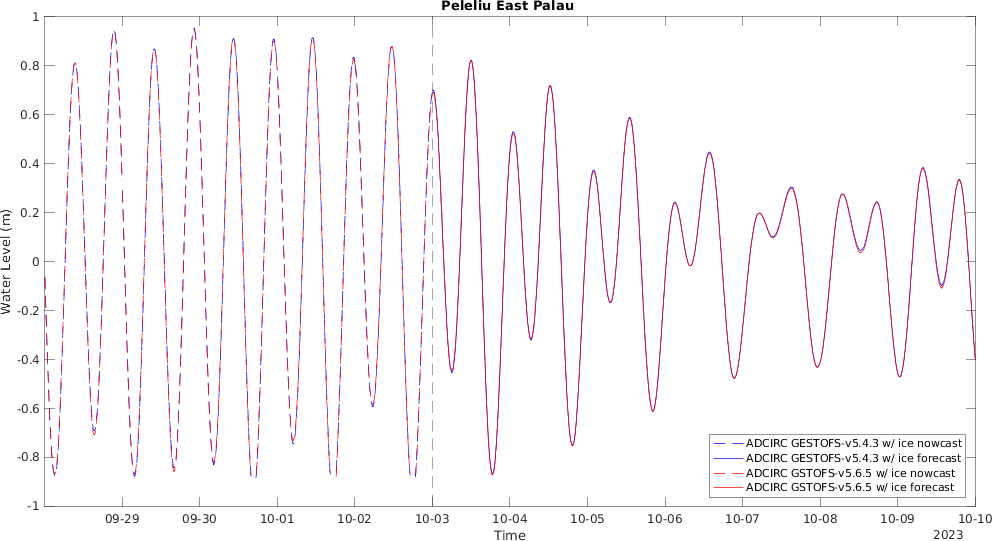 Peleliu East Palau
1
0.8
0.6
0.4
0.2
0
-0.2
-0.4
-0.6
-0.8
-1
Water Level (m)
09-29 09-30 10-01 10-02 10-03 10-04 10-05 10-06 10-07 10-08 10-09 10-10
2023
Time
ADCIRC GESTOFS-v5.4.3 w/ ice nowcast
ADCIRC GESTOFS-v5.4.3 w/ ice forecast
ADCIRC GSTOFS-v5.6.5 w/ ice nowcast
ADCIRC GSTOFS-v5.6.5 w/ ice forecast